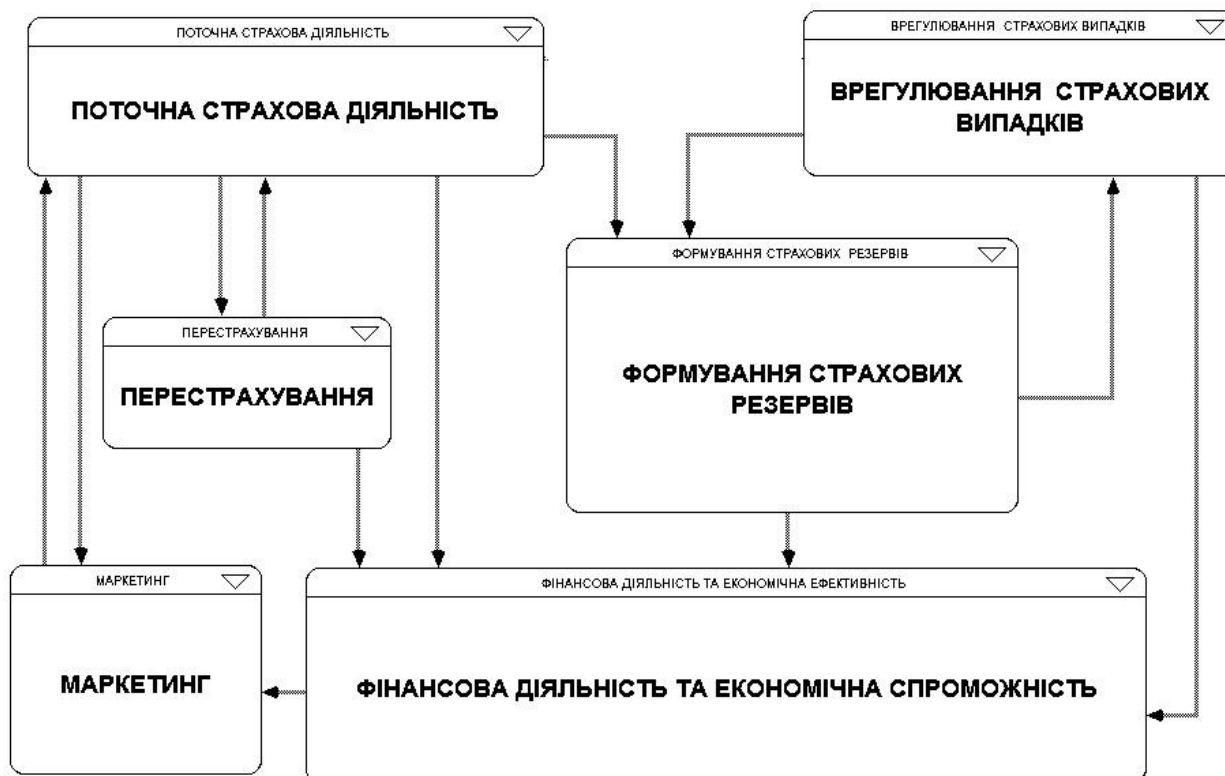 ПОТОЧНА СТРАХОВА ДІЯЛЬНІСТЬ
ПОТОЧНА СТРАХОВА ДІЯЛЬНІСТЬ
ВРЕГУЛЮВАННЯ СТРАХОВИХ ВИПАДКІВ
ВРЕГУЛЮВАННЯ СТРАХОВИХ
ВИПАДКІВ
ФОРМУВАННЯ СТРАХОВИХ РЕЗЕРВІВ
ФОРМУВАННЯ СТРАХОВИХ
РЕЗЕРВІВ
ПЕРЕСТРАХУВАННЯ
ПЕРЕСТРАХУВАННЯ
МАРКЕТИНГ
МАРКЕТИНГ
ФІНАНСОВА ДІЯЛЬНІСТЬ ТА ЕКОНОМІЧНА ЕФЕКТИВНІСТЬ
ФІНАНСОВА ДІЯЛЬНІСТЬ ТА ЕКОНОМІЧНА СПРОМОЖНІСТЬ